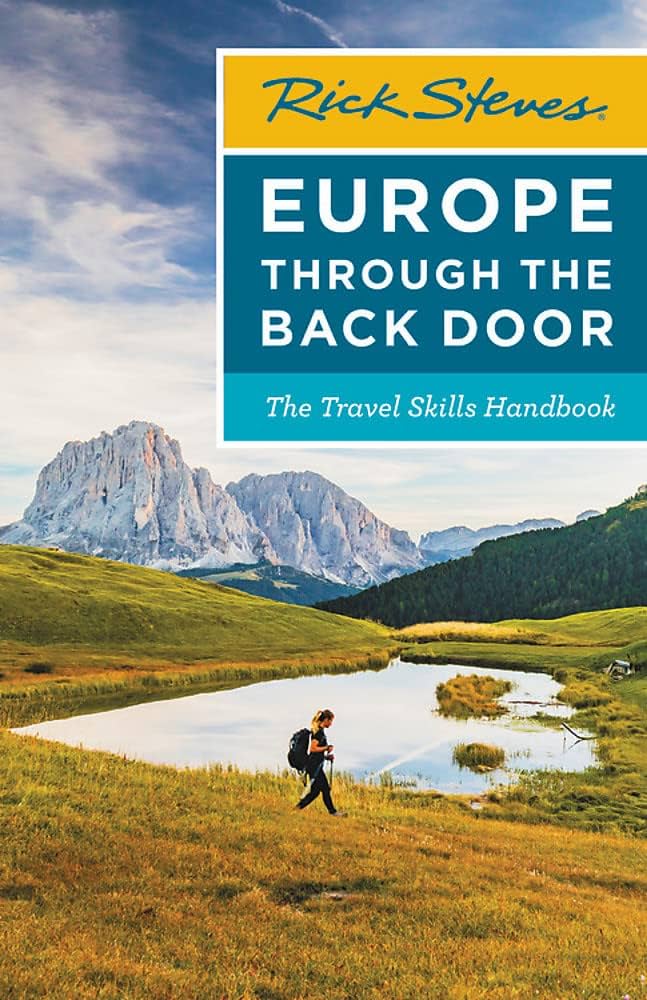 Rick Steves®
EUROPE
THROUGH THE
BACK DOOR
The Travel Skills Handbook